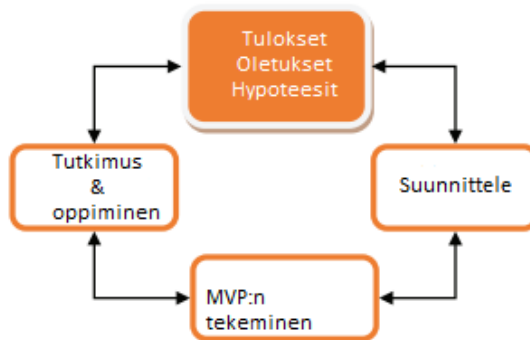 Tulokset
Oletukset
Hypoteesit
Tutkimus
&
oppiminen
Suunnittele
MVP:n
tekeminen